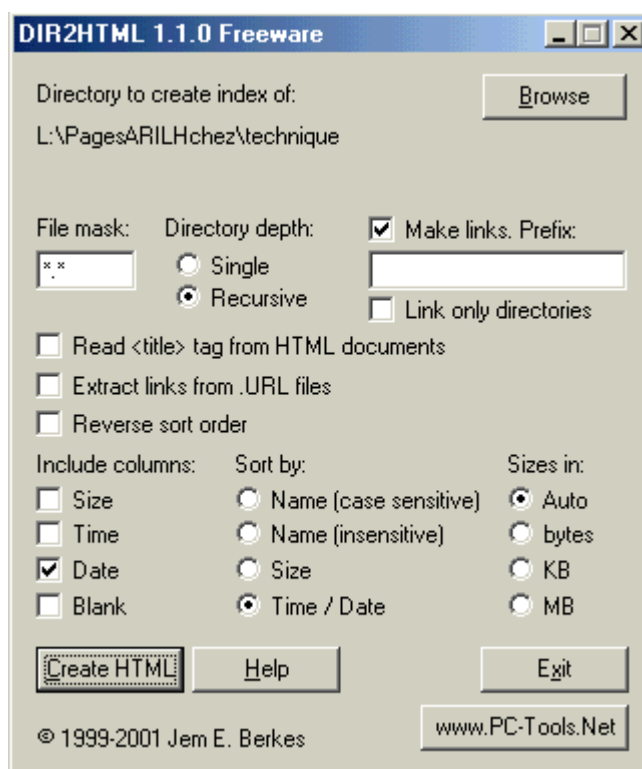 DIR2HTML 1.1.0 Freeware
Directory to create index of:
Browse
L:\PagesARILHchez\technique
File mask:
Directory depth:
Make links. Prefix:
*.*
Single
Recursive
Link only directories
Read <title> tag from HTML documents
Extract links from .URL files
Reverse sort order
Include columns:
Sort by:
Sizes in:
Size
Name (case sensitive)
Auto
Time
Name (insensitive)
bytes
Date
Size
KB
Blank
Time / Date
MB
Create HTML
Help
Exit
© 1999-2001 Jem E. Berkes
www.PC-Tools.Net